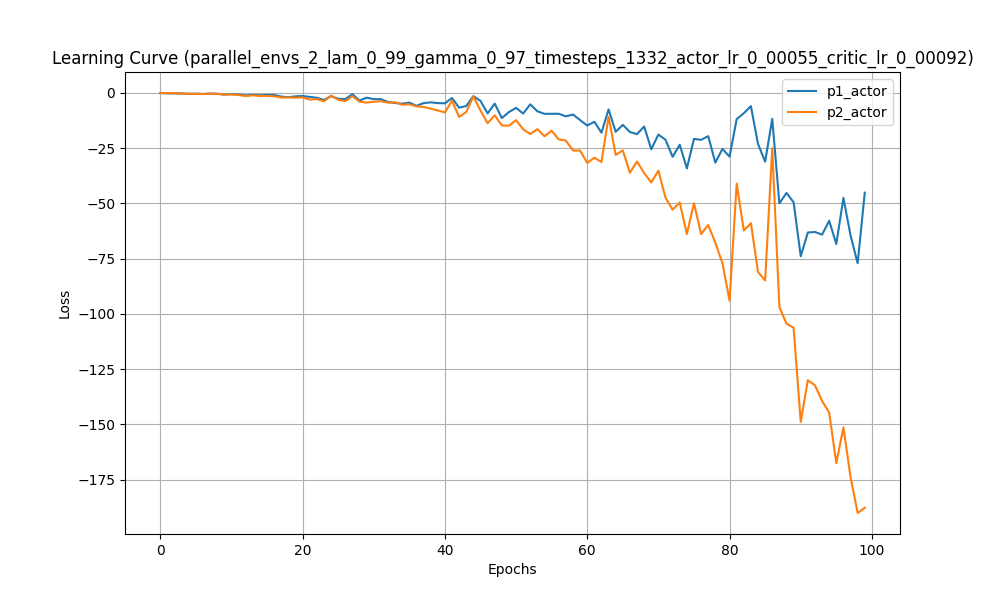 Learning Curve (parallel_envs_2_lam_0_99_gamma_0_97_timesteps_1332_actor_lr_0_00055_critic_lr_0_00092)
p1_actor
p2_actor
Loss
0
−25
−50
−75
−100
−125
−150
−175
0 20 40 60 80 100
Epochs